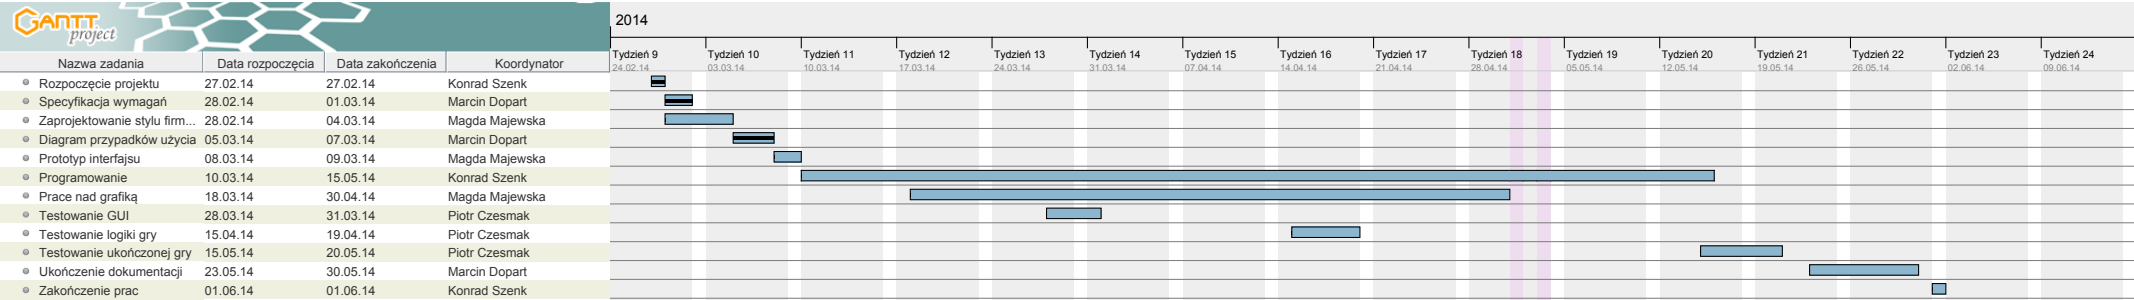 GANTT
project
2014
Tydzień 9 Tydzień 10 Tydzień 11 Tydzień 12 Tydzień 13 Tydzień 14 Tydzień 15 Tydzień 16 Tydzień 17 Tydzień 18 Tydzień 19 Tydzień 20 Tydzień 21 Tydzień 22 Tydzień 23 Tydzień 24
24.02.14 03.03.14 10.03.14 17.03.14 24.03.14 31.03.14 07.04.14 14.04.14 21.04.14 28.04.14 05.05.14 12.05.14 19.05.14 26.05.14 02.06.14 09.06.14
Nazwa zadania Data rozpoczęcia Data zakończenia Koordynator
Rozpoczęcie projektu 27.02.14 27.02.14 Konrad Szenk
Specyfikacja wymagań 28.02.14 01.03.14 Marcin Dopart
Zaprojektowanie stylu firm... 28.02.14 04.03.14 Magda Majewska
Diagram przypadków użycia 05.03.14 07.03.14 Marcin Dopart
Prototyp interfajsu 08.03.14 09.03.14 Magda Majewska
Programowanie 10.03.14 15.05.14 Konrad Szenk
Prace nad grafiką 18.03.14 30.04.14 Magda Majewska
Testowanie GUI 28.03.14 31.03.14 Piotr Czesmak
Testowanie logiki gry 15.04.14 19.04.14 Piotr Czesmak
Testowanie ukończonej gry 15.05.14 20.05.14 Piotr Czesmak
Ukończenie dokumentacji 23.05.14 30.05.14 Marcin Dopart
Zakończenie prac 01.06.14 01.06.14 Konrad Szenk